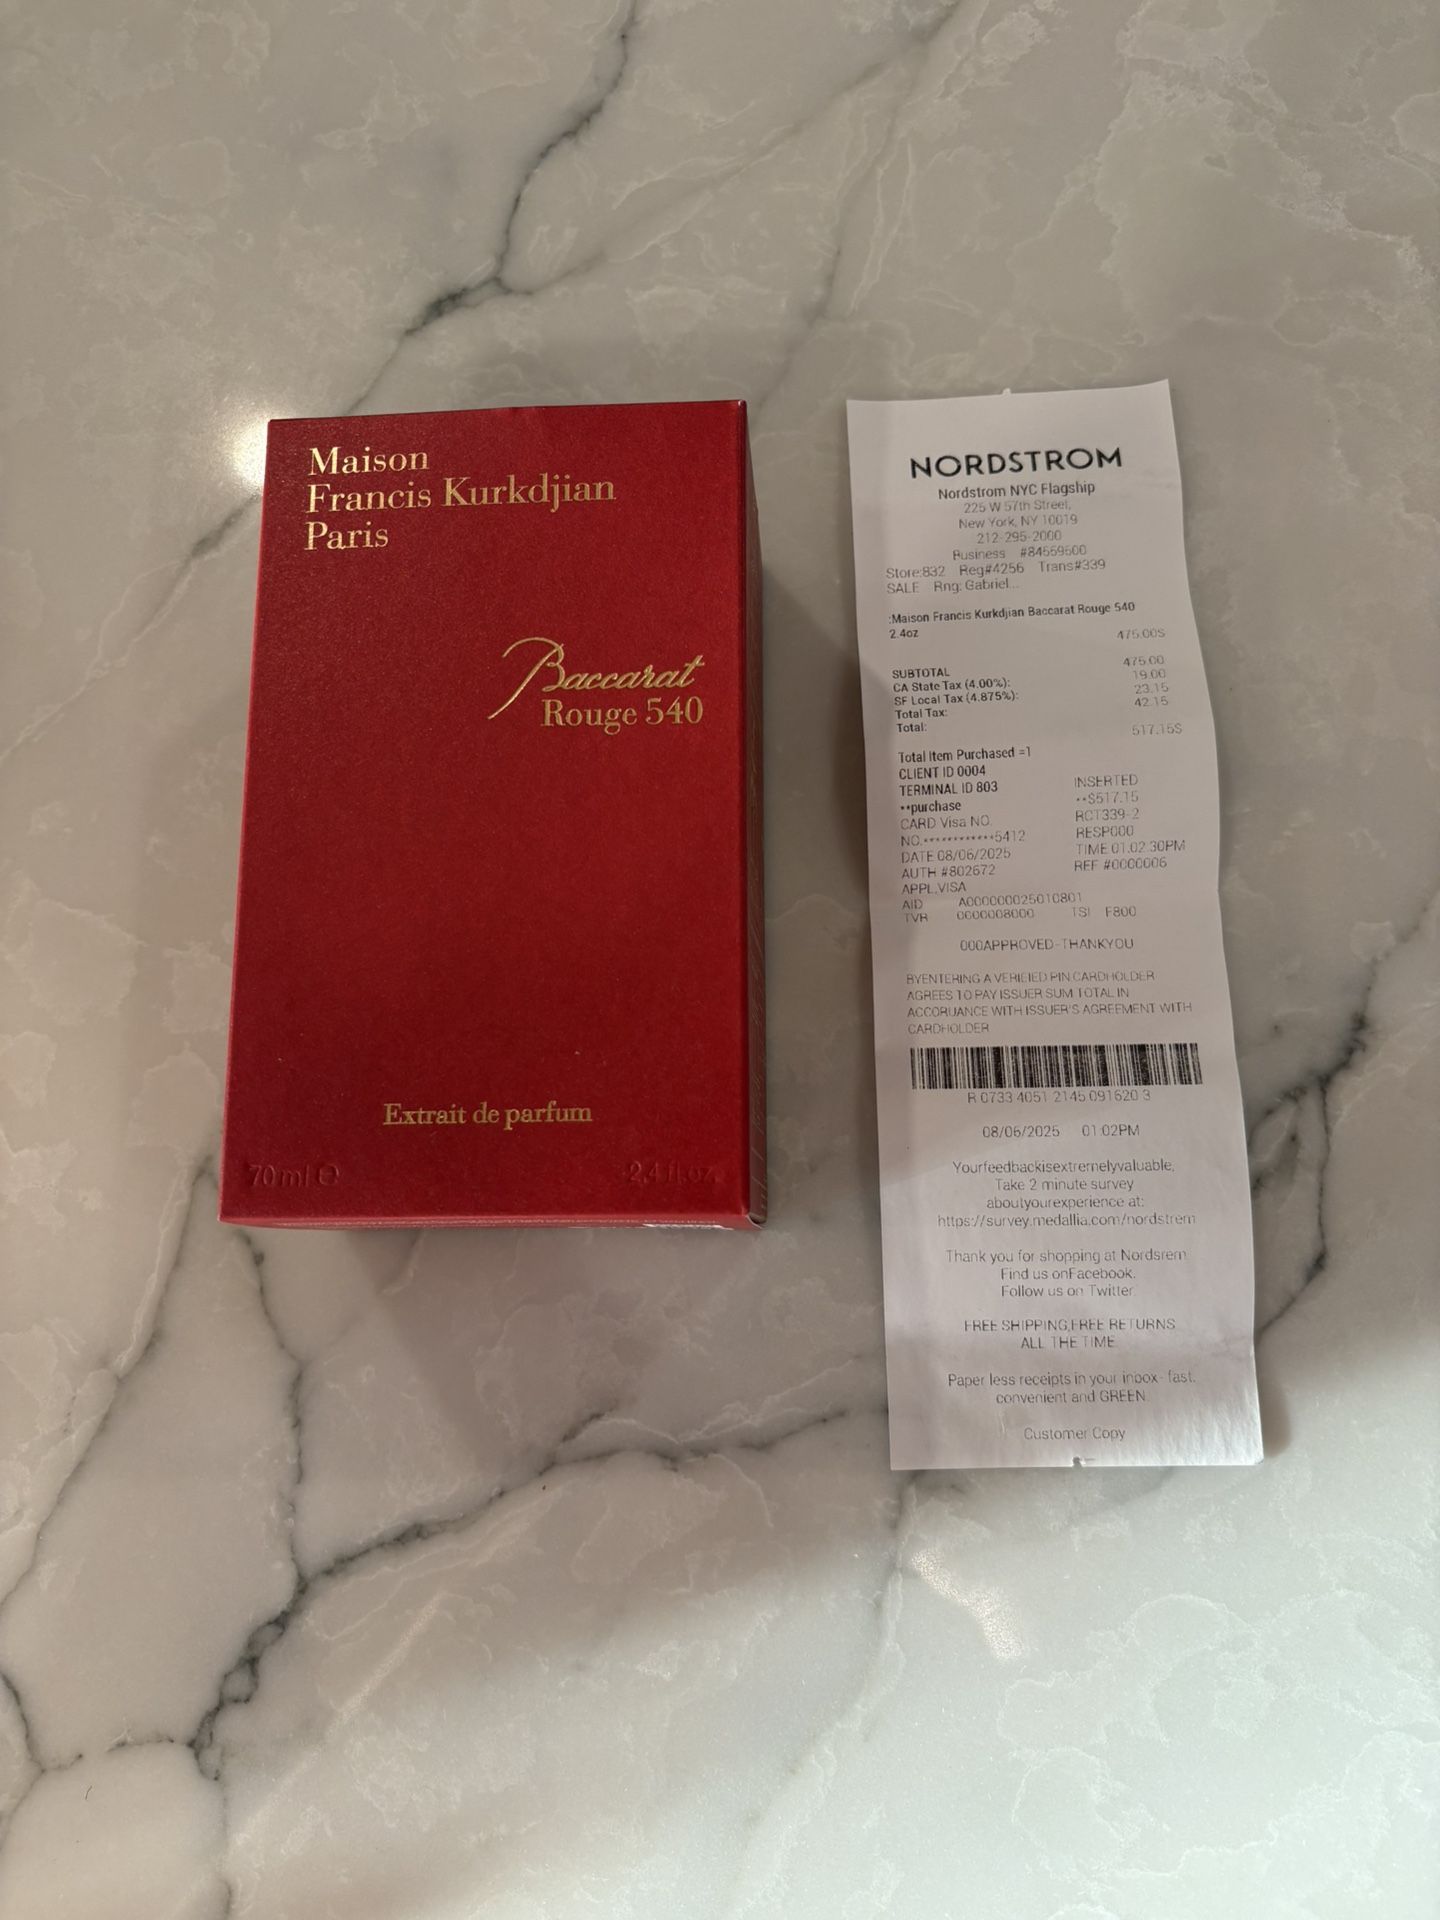 Maison
Francis Kurkdjian
Paris
Baccarat
Rouge 540
Extrait de parfum
70 ml ℮ 2.4 fl.oz.
NORDSTROM
Nordstrom NYC Flagship
225 W 57th Street,
New York, NY 10019
212-295-2000
Business #84559500
Store:832 Reg#4256 Trans#339
SALE Rng: Gabriel...
:Maison Francis Kurkdjian Baccarat Rouge 540
2.4oz 475.00S
SUBTOTAL 475.00
CA State Tax (4.00%): 19.00
SF Local Tax (4.875%): 23.15
Total Tax: 42.15
Total: 517.15S
Total Item Purchased =1
CLIENT ID 0004
TERMINAL ID 803 INSERTED
**purchase **S517.15
CARD Visa NO. RCT339-2
NO.************5412 RESP000
DATE 08/06/2025 TIME 01.02.30PM
AUTH #802672 REF #0000006
APPL.VISA
AID A000000025010801
TVR 0000008000 TSI F800
000APPROVED-THANKYOU
BYENTERING A VERIEIED PIN CARDHOLDER
AGREES TO PAY ISSUER SUM TOTAL IN
ACCORUANCE WITH ISSUER'S AGREEMENT WITH
CARDHOLDER
R 0733 4051 2145 091620 3
08/06/2025 01:02PM
Yourfeedbackisextremelyvaluable,
Take 2 minute survey
aboutyourexperience at:
https://survey.medallia.com/nordstrem
Thank you for shopping at Nordsrem
Find us onFacebook.
Follow us on Twitter.
FREE SHIPPING,FREE RETURNS
ALL THE TIME.
Paper less receipts in your inbox- fast.
convenient and GREEN.
Customer Copy